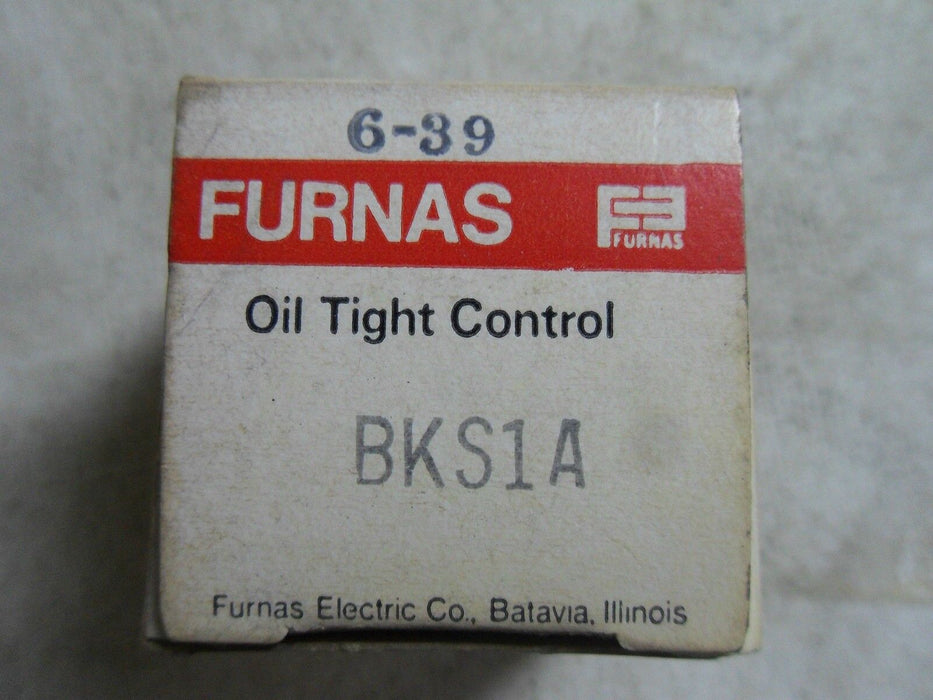 6-39
FURNAS
FURNAS
Oil Tight Control
BKS1A
Furnas Electric Co., Batavia, Illinois